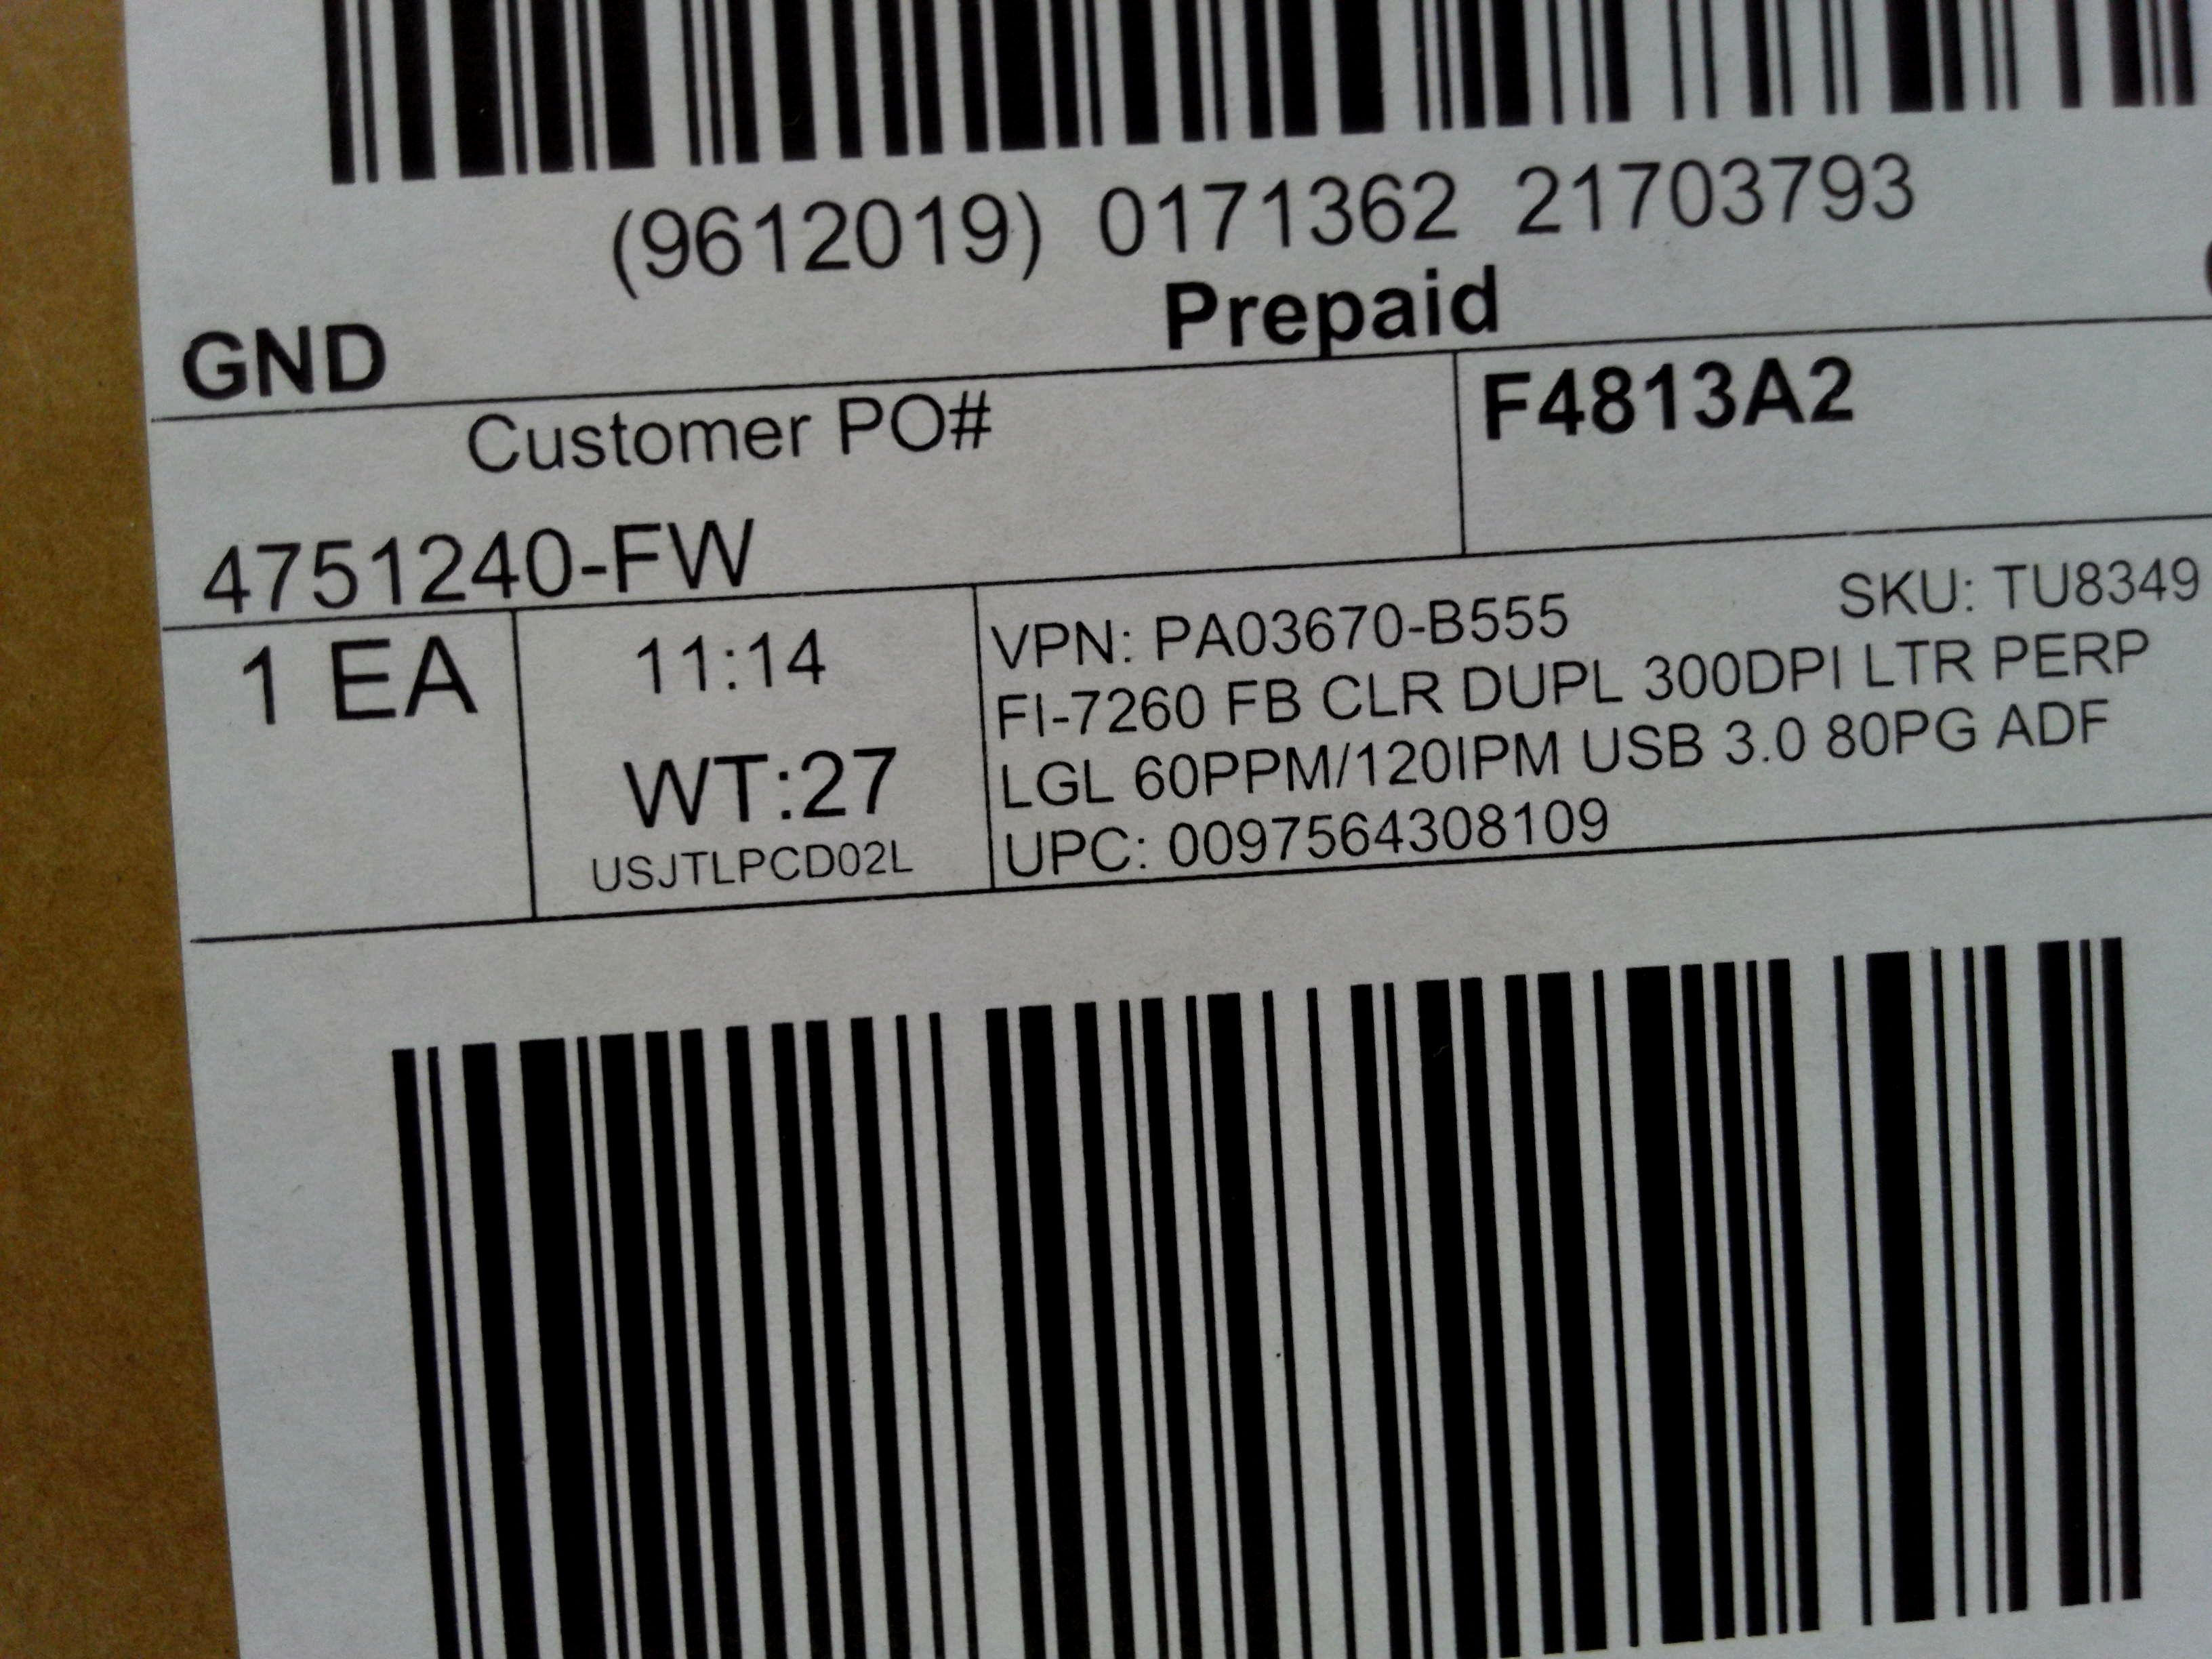 (9612019) 0171362 21703793
GND Prepaid
Customer PO# F4813A2
4751240-FW
1 EA
11:14
WT:27
USJTLPCD02L
VPN: PA03670-B555 SKU: TU8349
FI-7260 FB CLR DUPL 300DPI LTR PERP
LGL 60PPM/120IPM USB 3.0 80PG ADF
UPC: 0097564308109